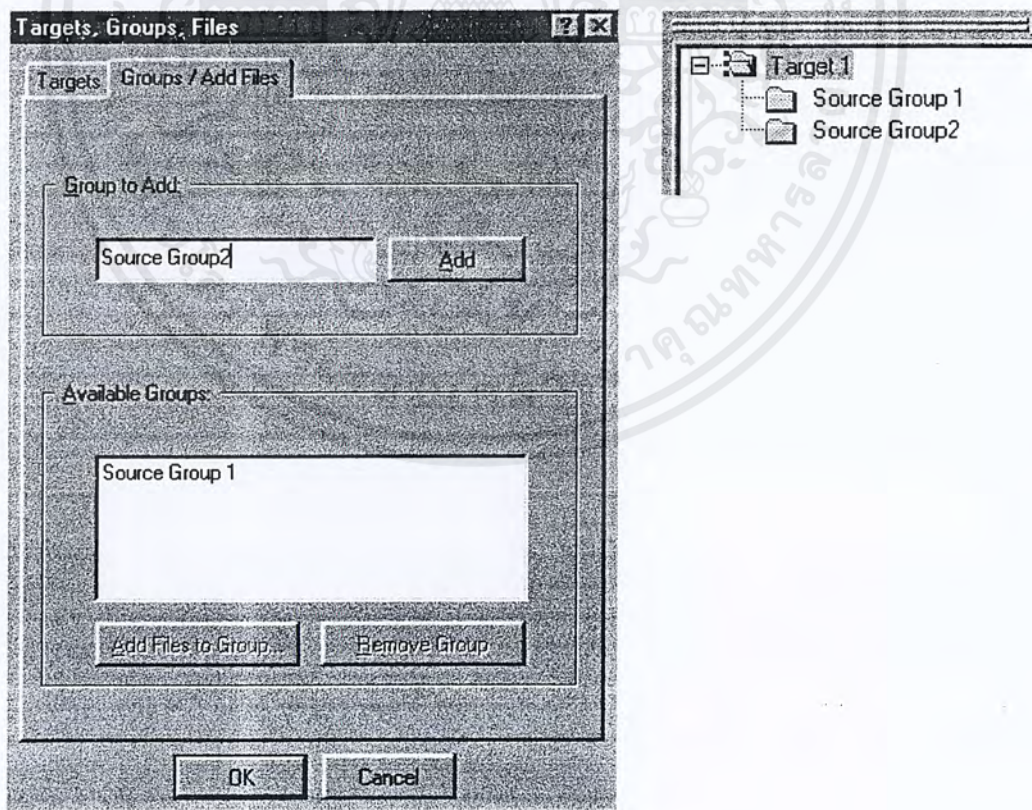 Targets, Groups, Files
Targets
Groups / Add Files
Group to Add:
Source Group2
Add
Available Groups:
Source Group 1
Add Files to Group...
Remove Group
OK
Cancel
Target 1
Source Group 1
Source Group2